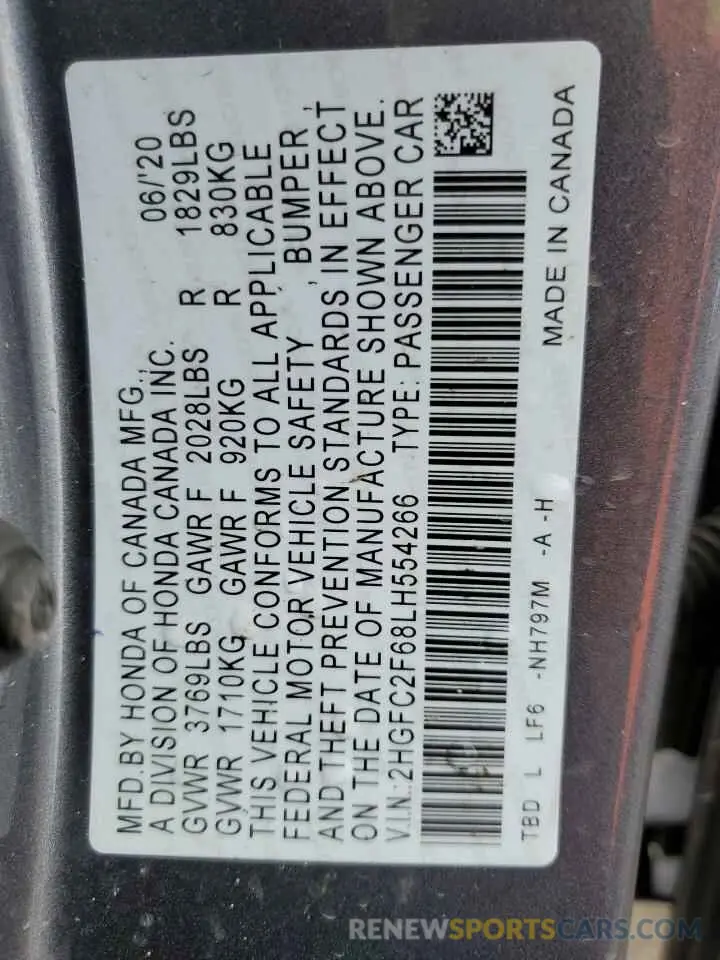 MFD.BY HONDA OF CANADA MFG., 06/'20
A DIVISION OF HONDA CANADA INC.
GVWR 3769LBS GAWR F 2028LBS R 1829LBS
GVWR 1710KG GAWR F 920KG R 830KG
THIS VEHICLE CONFORMS TO ALL APPLICABLE
FEDERAL MOTOR VEHICLE SAFETY , BUMPER ,
AND THEFT PREVENTION STANDARDS IN EFFECT
ON THE DATE OF MANUFACTURE SHOWN ABOVE.
V.I.N.:2HGFC2F68LH554266 TYPE: PASSENGER CAR
TBD L LF6 -NH797M -A -H MADE IN CANADA
RENEWSPORTSCARS.COM